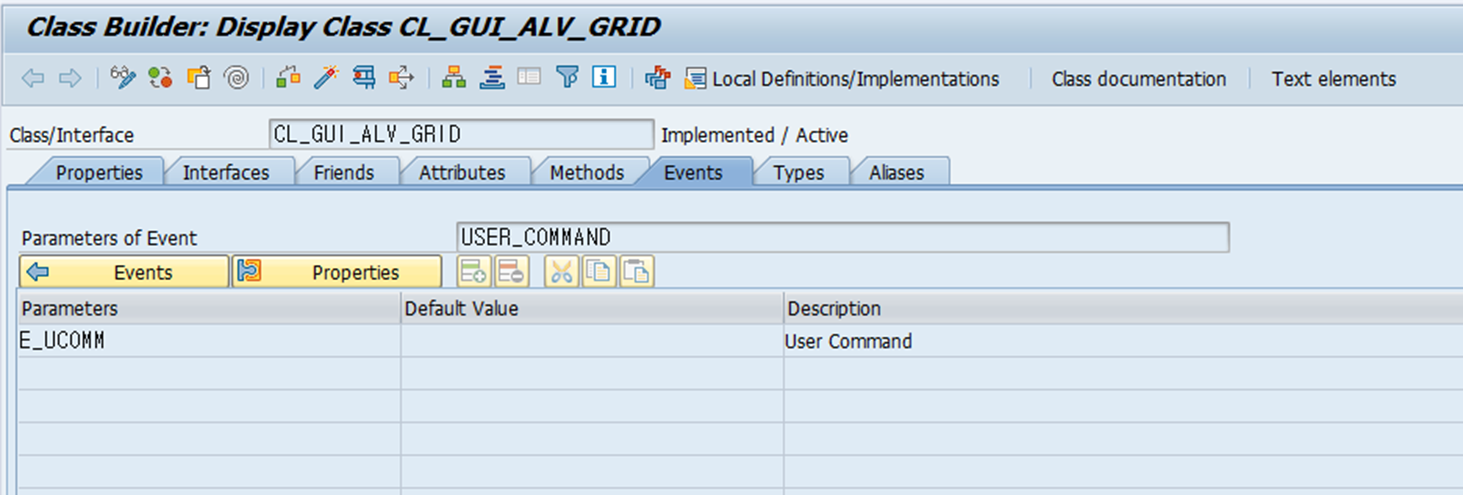 Class Builder: Display Class CL_GUI_ALV_GRID
Local Definitions/Implementations Class documentation Text elements
Class/Interface CL_GUI_ALV_GRID Implemented / Active
Properties Interfaces Friends Attributes Methods Events Types Aliases
Parameters of Event USER_COMMAND
Events Properties
Parameters Default Value Description
E_UCOMM User Command